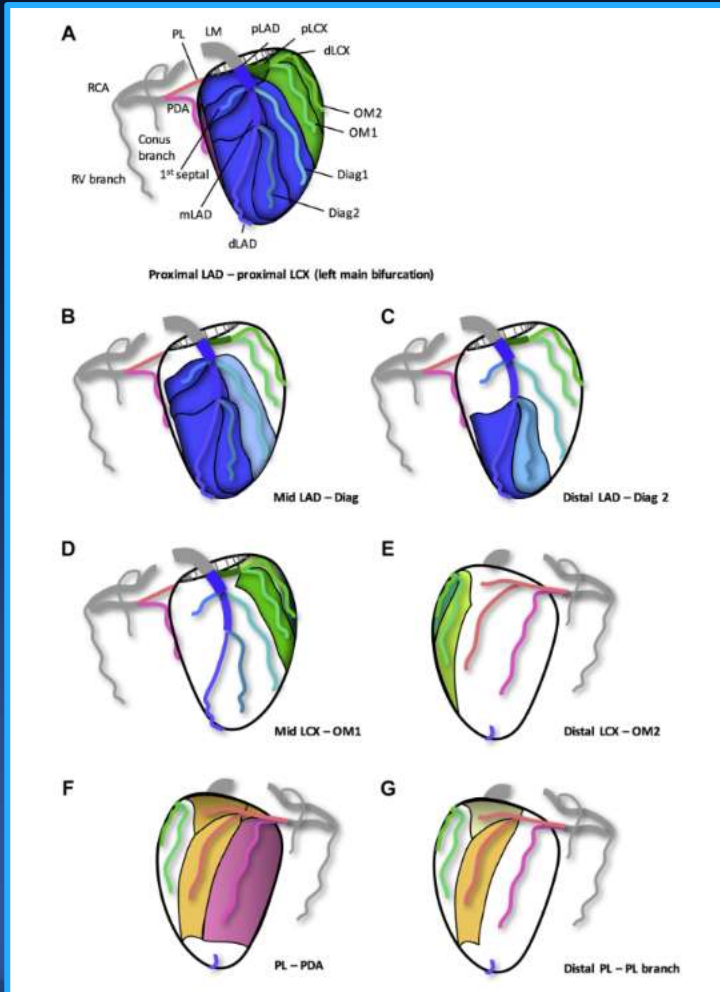 A
PL
LM
pLAD
pLCX
dLCX
RCA
PDA
OM2
OM1
Conus
branch
1st septal
RV branch
Diag1
mLAD
Diag2
dLAD
Proximal LAD – proximal LCX (left main bifurcation)
B
C
Mid LAD – Diag
Distal LAD – Diag 2
D
E
Mid LCX – OM1
Distal LCX – OM2
F
G
PL – PDA
Distal PL – PL branch